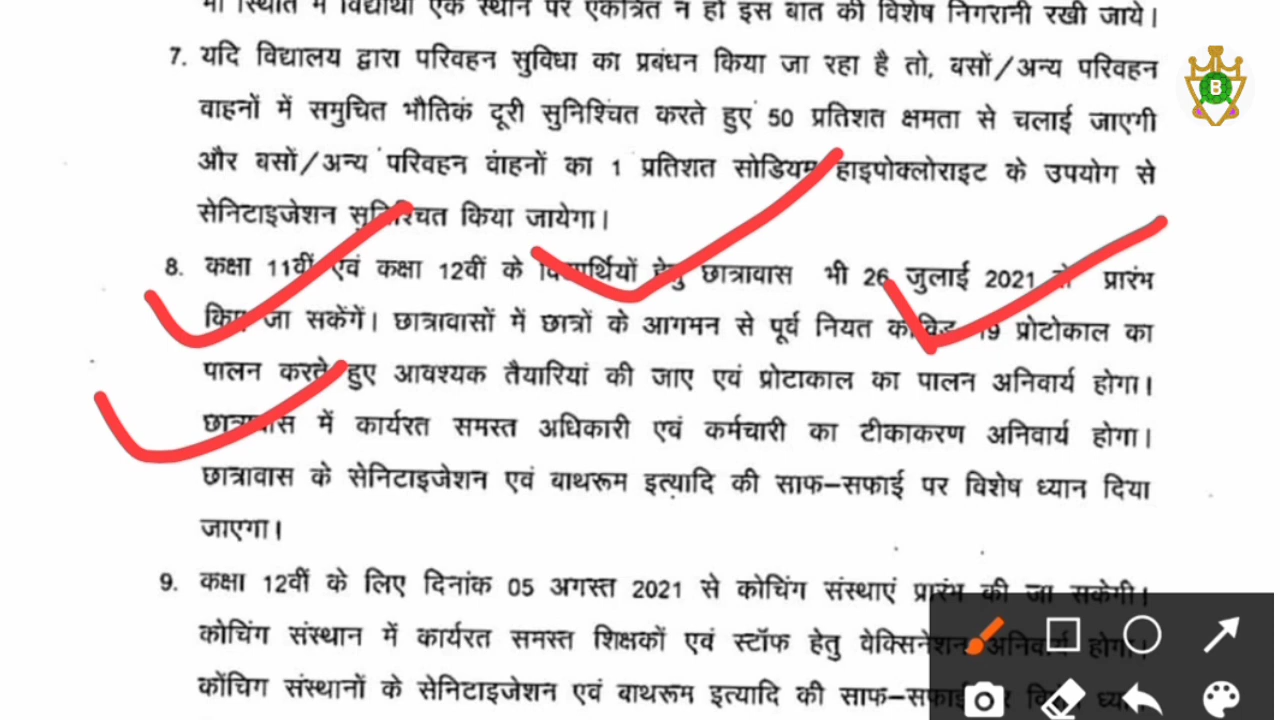 स्थिति में विद्यार्थी एक स्थान पर एकत्रित न हो इस बात की विशेष निगरानी रखी जाये।
7. यदि विद्यालय द्वारा परिवहन सुविधा का प्रबंधन किया जा रहा है तो, बसों/अन्य परिवहन
वाहनों में समुचित भौतिक दूरी सुनिश्चित करते हुए 50 प्रतिशत क्षमता से चलाई जाएगी
और बसों/अन्य परिवहन वाहनों का 1 प्रतिशत सोडियम हाइपोक्लोराइट के उपयोग से
सेनिटाइजेशन सुनिश्चित किया जायेगा।
8. कक्षा 11वीं एवं कक्षा 12वीं के विद्यार्थियों हेतु छात्रावास भी 26 जुलाई 2021 से प्रारंभ
किए जा सकेंगें। छात्रावासों में छात्रों के आगमन से पूर्व नियत कोविड 19 प्रोटोकाल का
पालन करते हुए आवश्यक तैयारियां की जाए एवं प्रोटाकाल का पालन अनिवार्य होगा।
छात्रावास में कार्यरत समस्त अधिकारी एवं कर्मचारी का टीकाकरण अनिवार्य होगा।
छात्रावास के सेनिटाइजेशन एवं बाथरूम इत्यादि की साफ–सफाई पर विशेष ध्यान दिया
जाएगा।
9. कक्षा 12वीं के लिए दिनांक 05 अगस्त 2021 से कोचिंग संस्थाएं प्रारंभ की जा सकेगी।
कोचिंग संस्थान में कार्यरत समस्त शिक्षकों एवं स्टॉफ हेतु वेक्सिनेशन अनिवार्य होगा।
कोंचिग संस्थानों के सेनिटाइजेशन एवं बाथरूम इत्यादि की साफ–सफाई पर विशेष ध्यान
B